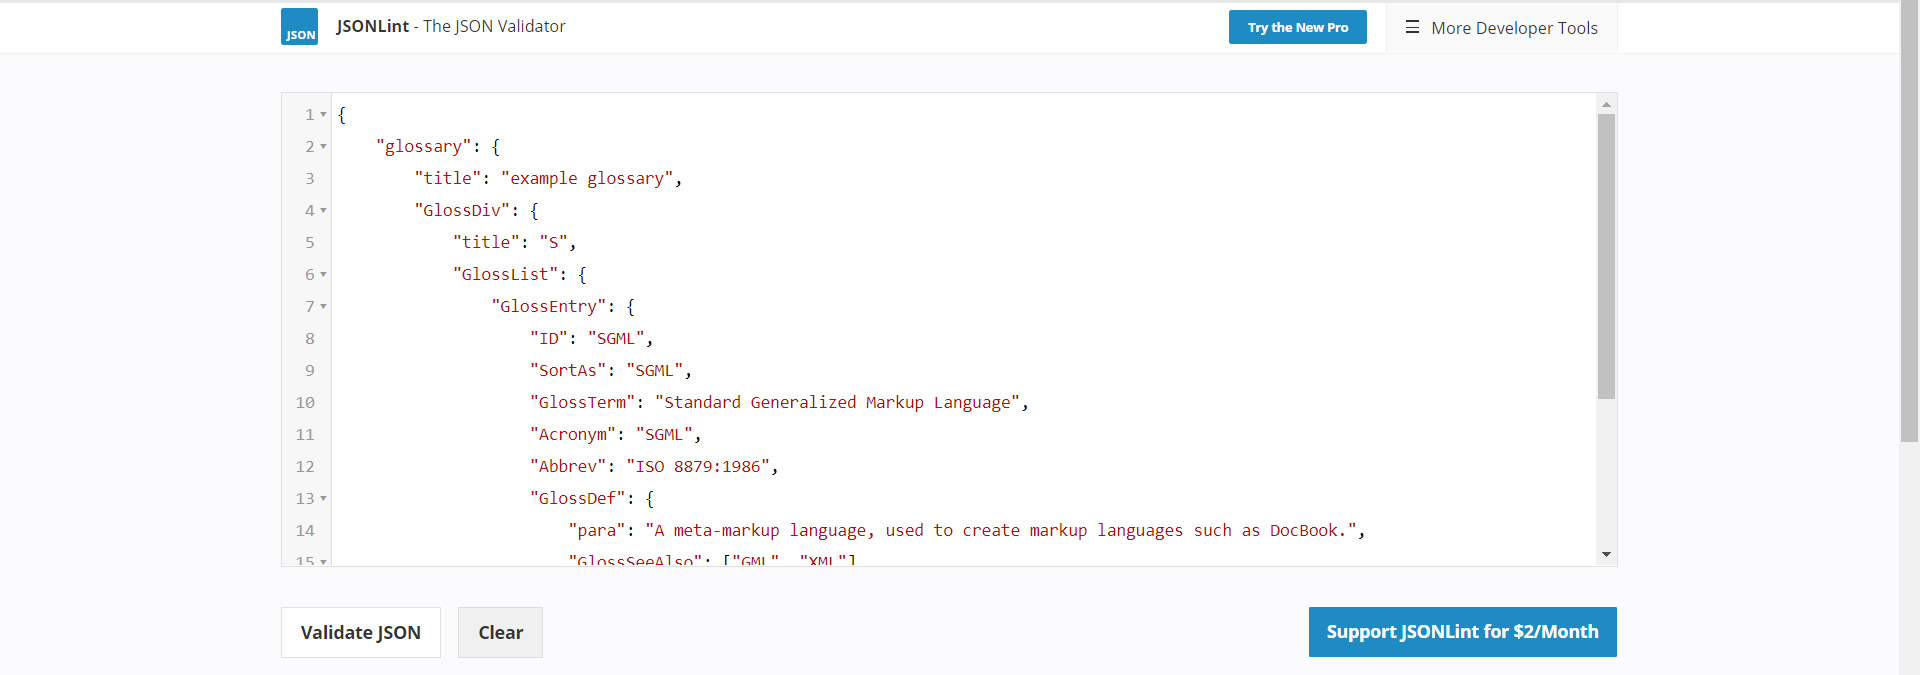 JSON
JSONLint - The JSON Validator
Try the New Pro
☰ More Developer Tools
1 {
2 "glossary": {
3 "title": "example glossary",
4 "GlossDiv": {
5 "title": "S",
6 "GlossList": {
7 "GlossEntry": {
8 "ID": "SGML",
9 "SortAs": "SGML",
10 "GlossTerm": "Standard Generalized Markup Language",
11 "Acronym": "SGML",
12 "Abbrev": "ISO 8879:1986",
13 "GlossDef": {
14 "para": "A meta-markup language, used to create markup languages such as DocBook.",
15 "GlossSeeAlso": ["GML", "XML"]
Validate JSON
Clear
Support JSONLint for $2/Month